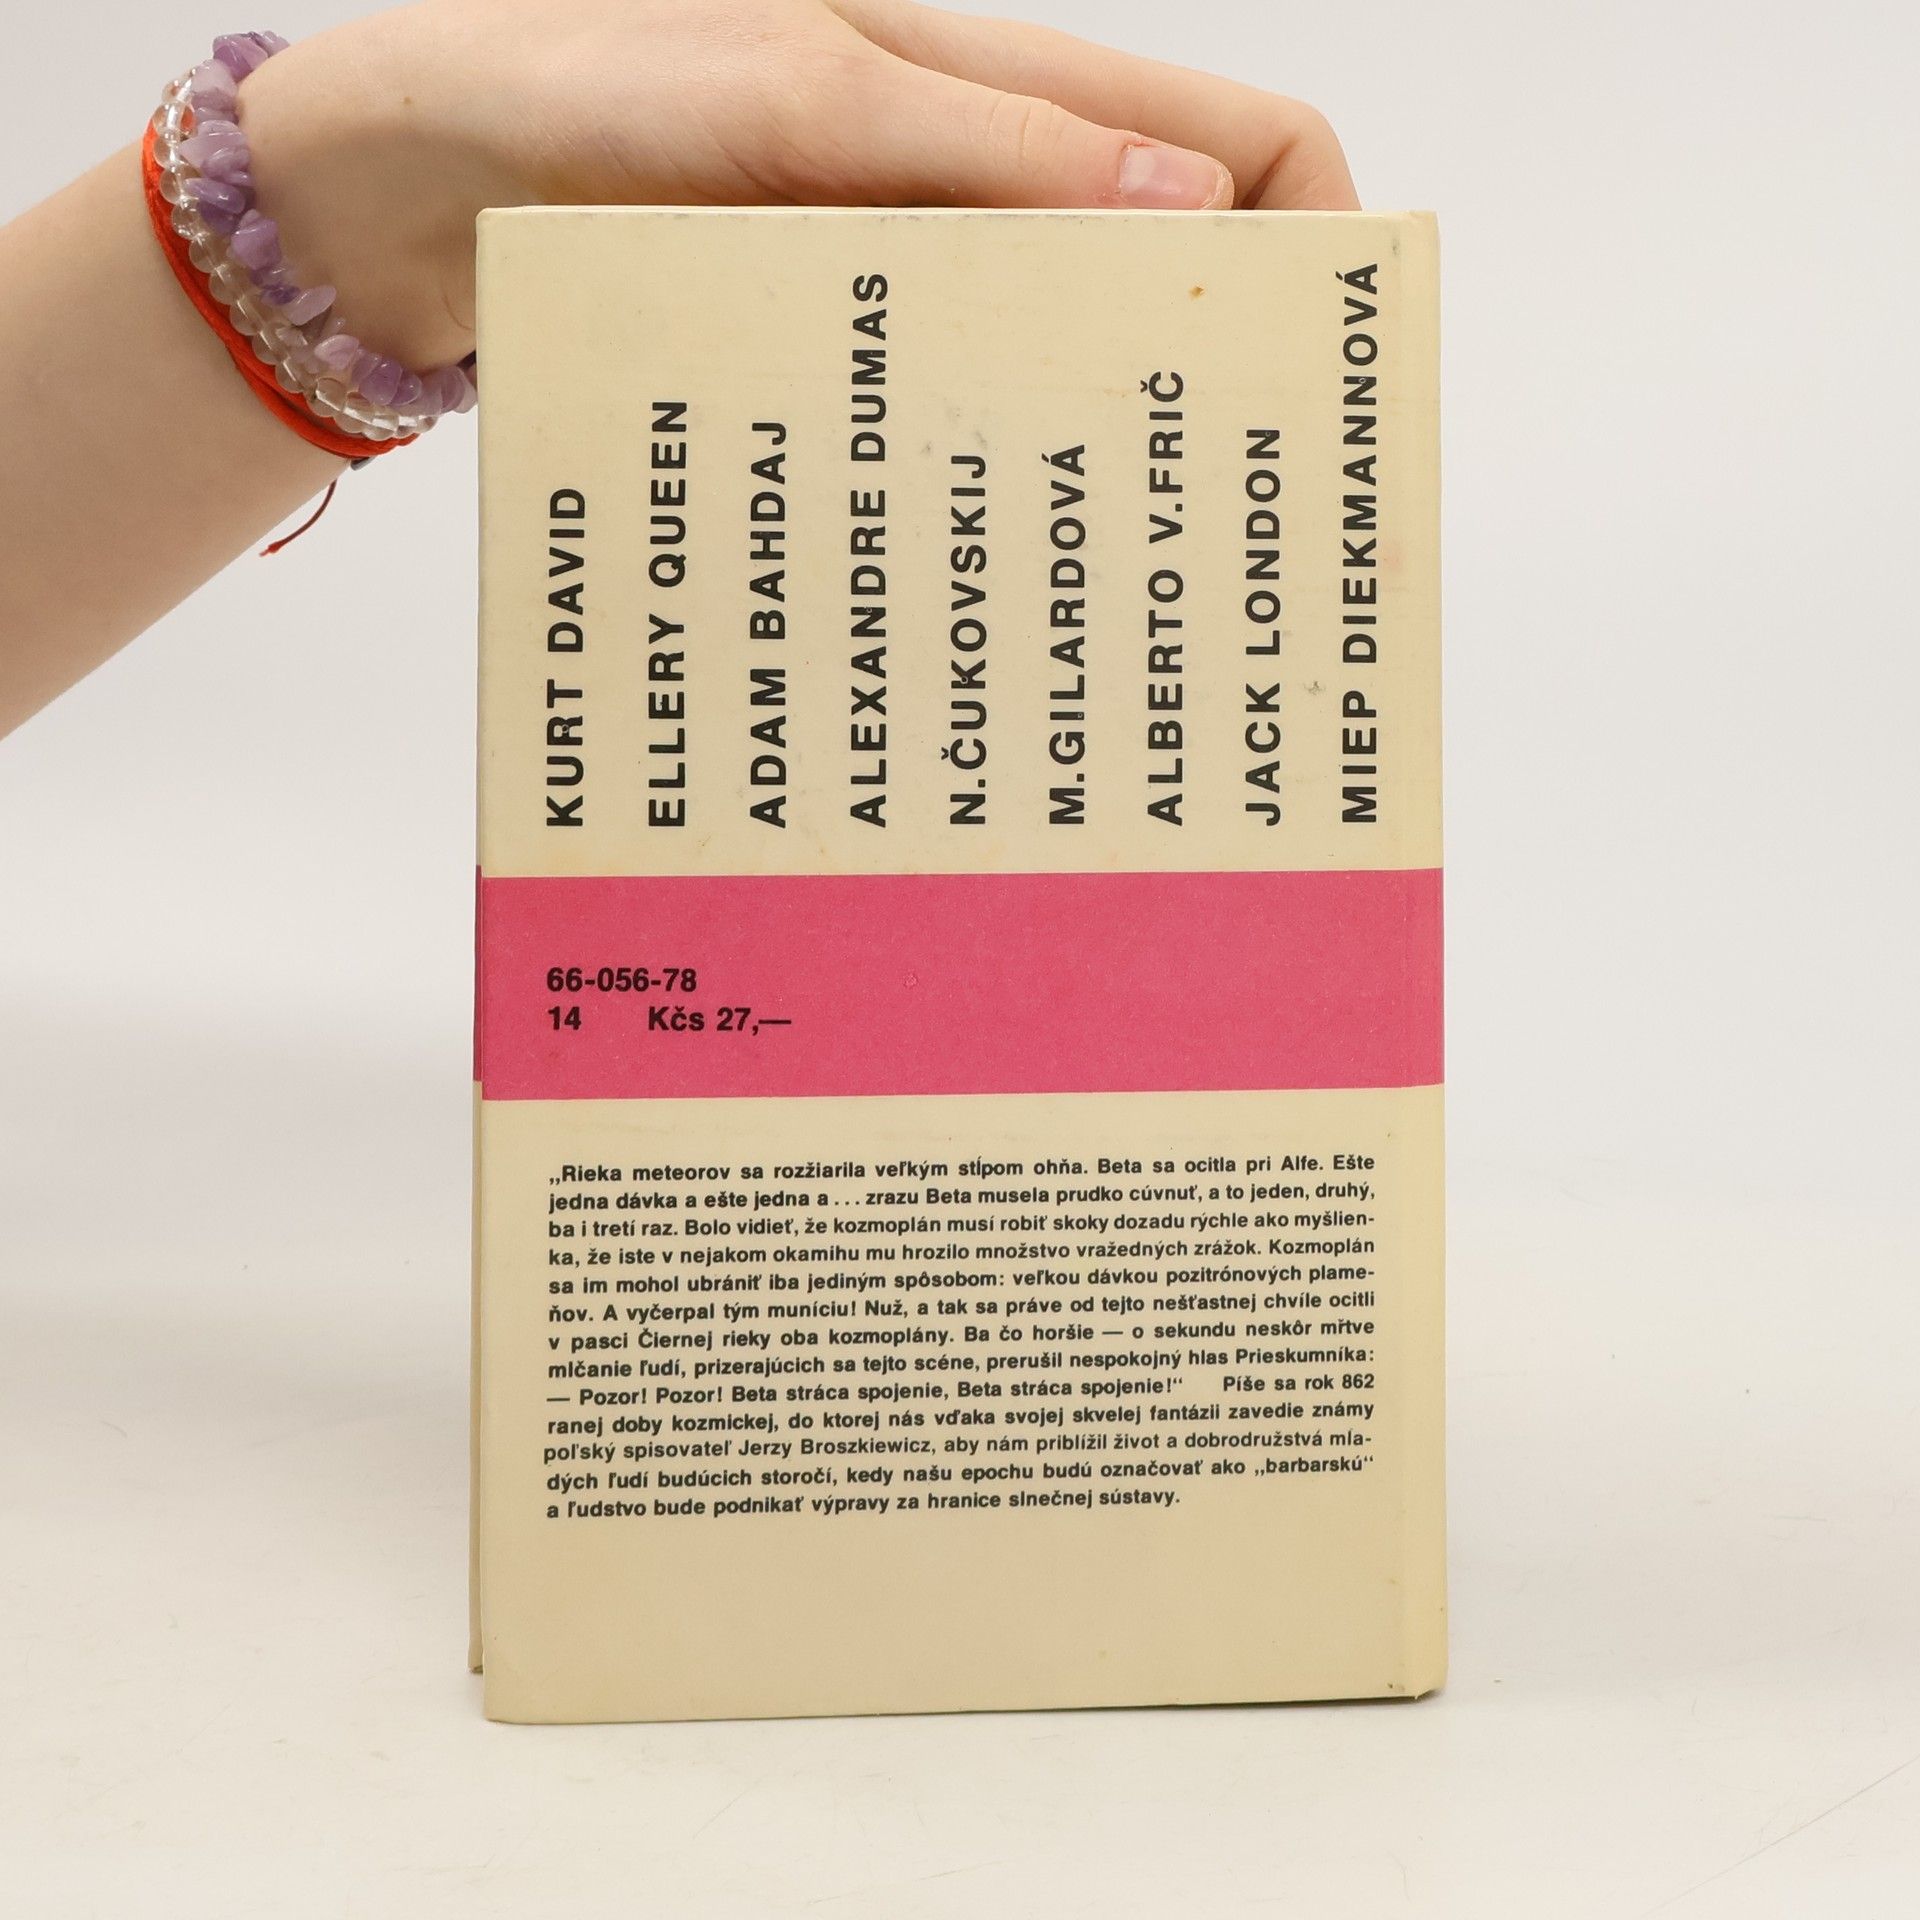 KURT DAVID
ELLERY QUEEN
ADAM BAHDAJ
ALEXANDRE DUMAS
N.ČUKOVSKIJ
M.GILARDOVÁ
ALBERTO V.FRIČ
JACK LONDON
MIEP DIEKMANNOVÁ
66-056-78
14 Kčs 27,—
„Rieka meteorov sa rozžiarila veľkým stĺpom ohňa. Beta sa ocitla pri Alfe. Ešte
jedna dávka a ešte jedna a... zrazu Beta musela prudko cúvnuť, a to jeden, druhý,
ba i tretí raz. Bolo vidieť, že kozmoplán musí robiť skoky dozadu rýchle ako myšlien-
ka, že iste v nejakom okamihu mu hrozilo množstvo vražedných zrážok. Kozmoplán
sa im mohol ubrániť iba jediným spôsobom: veľkou dávkou pozitrónových plame-
ňov. A vyčerpal tým muníciu! Nuž, a tak sa práve od tejto nešťastnej chvíle ocitli
v pasci Čiernej rieky oba kozmoplány. Ba čo horšie — o sekundu neskôr mŕtve
mlčanie ľudí, prizerajúcich sa tejto scéne, prerušil nespokojný hlas Prieskumníka:
— Pozor! Pozor! Beta stráca spojenie, Beta stráca spojenie!“ Píše sa rok 862
ranej doby kozmickej, do ktorej nás vďaka svojej skvelej fantázii zavedie známy
poľský spisovateľ Jerzy Broszkiewicz, aby nám priblížil život a dobrodružstvá mla-
dých ľudí budúcich storočí, kedy našu epochu budú označovať ako „barbarskú“
a ľudstvo bude podnikať výpravy za hranice slnečnej sústavy.